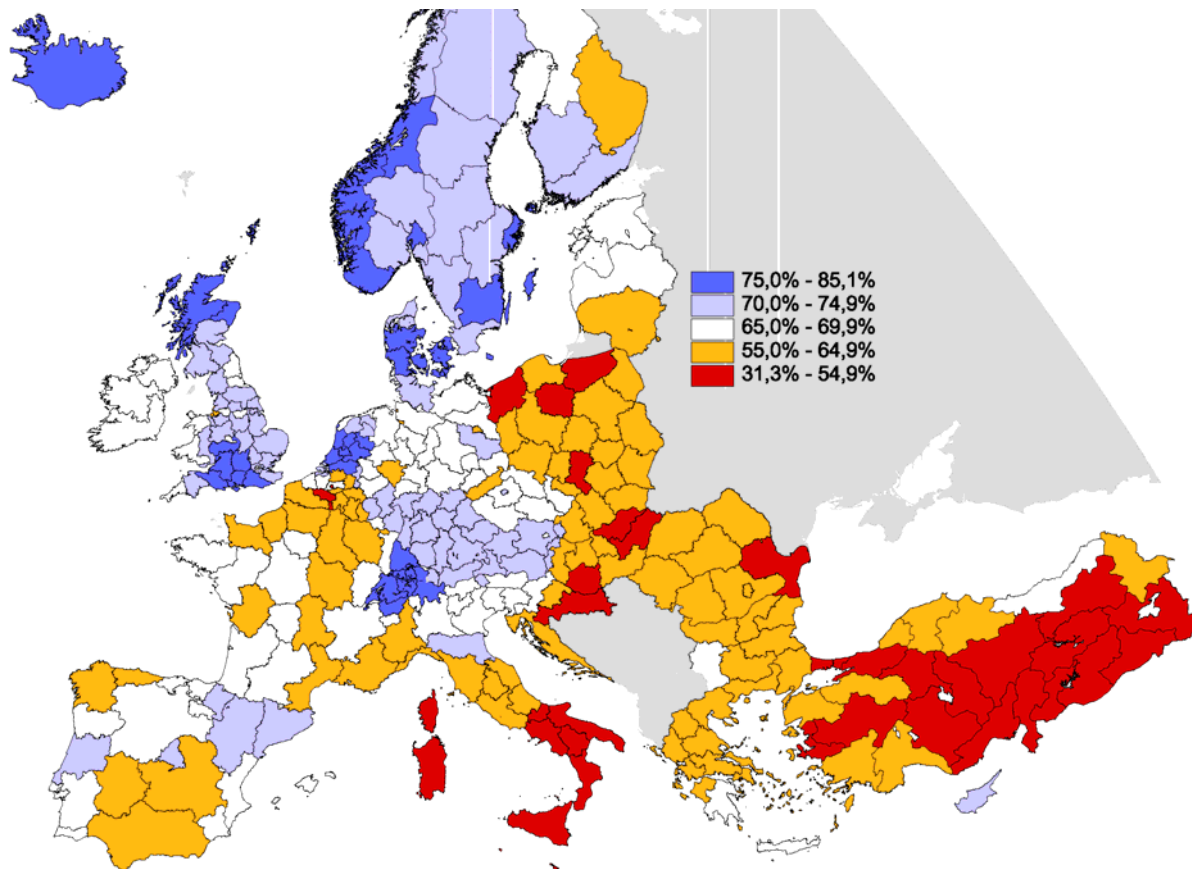 75,0% - 85,1%
70,0% - 74,9%
65,0% - 69,9%
55,0% - 64,9%
31,3% - 54,9%